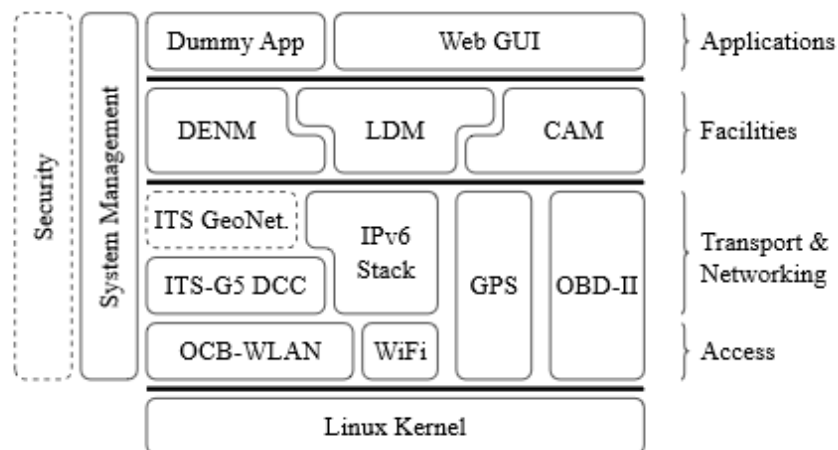 Security
System Management
Dummy App
Web GUI
Applications
DENM
LDM
CAM
Facilities
ITS GeoNet.
IPv6
Stack
ITS-G5 DCC
GPS
OBD-II
Transport &
Networking
OCB-WLAN
WiFi
Access
Linux Kernel